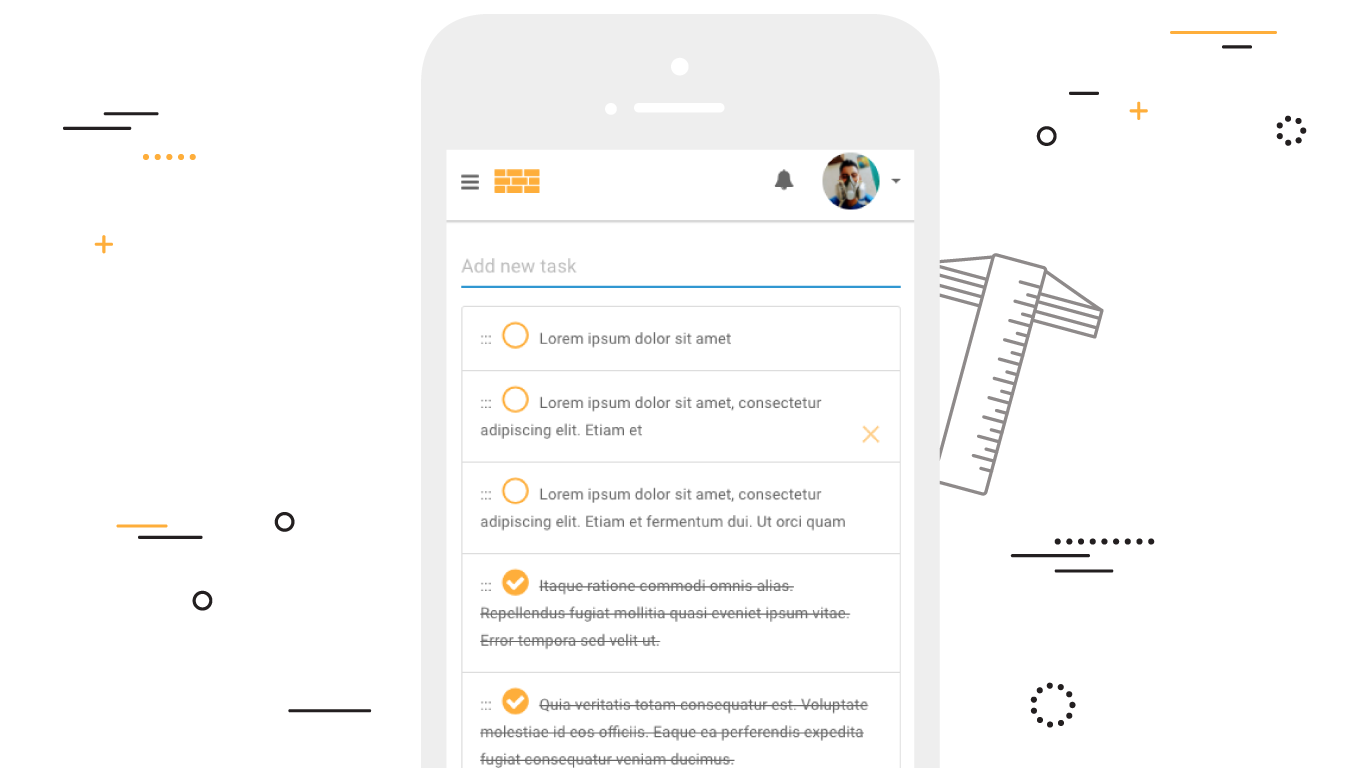 Add new task
::: Lorem ipsum dolor sit amet
::: Lorem ipsum dolor sit amet, consectetur
adipiscing elit. Etiam et
::: Lorem ipsum dolor sit amet, consectetur
adipiscing elit. Etiam et fermentum dui. Ut orci quam
::: Itaque ratione commodi omnis alias.
Repellendus fugiat mollitia quasi eveniet ipsum vitae.
Error tempora sed velit ut.
::: Quia veritatis totam consequatur est. Voluptate
molestiae id eos officiis. Eaque ea perferendis expedita
fugiat consequatur veniam ducimus.